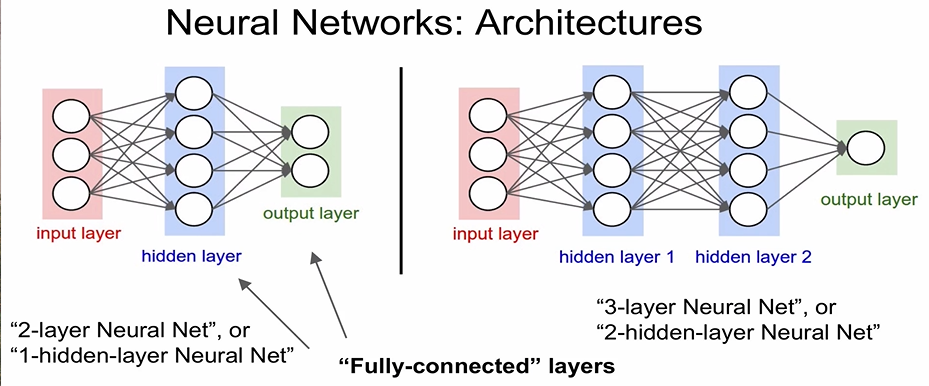 Neural Networks: Architectures
input layer
hidden layer
output layer
"2-layer Neural Net", or
"1-hidden-layer Neural Net"
input layer
hidden layer 1
hidden layer 2
output layer
"3-layer Neural Net", or
"2-hidden-layer Neural Net"
"Fully-connected" layers